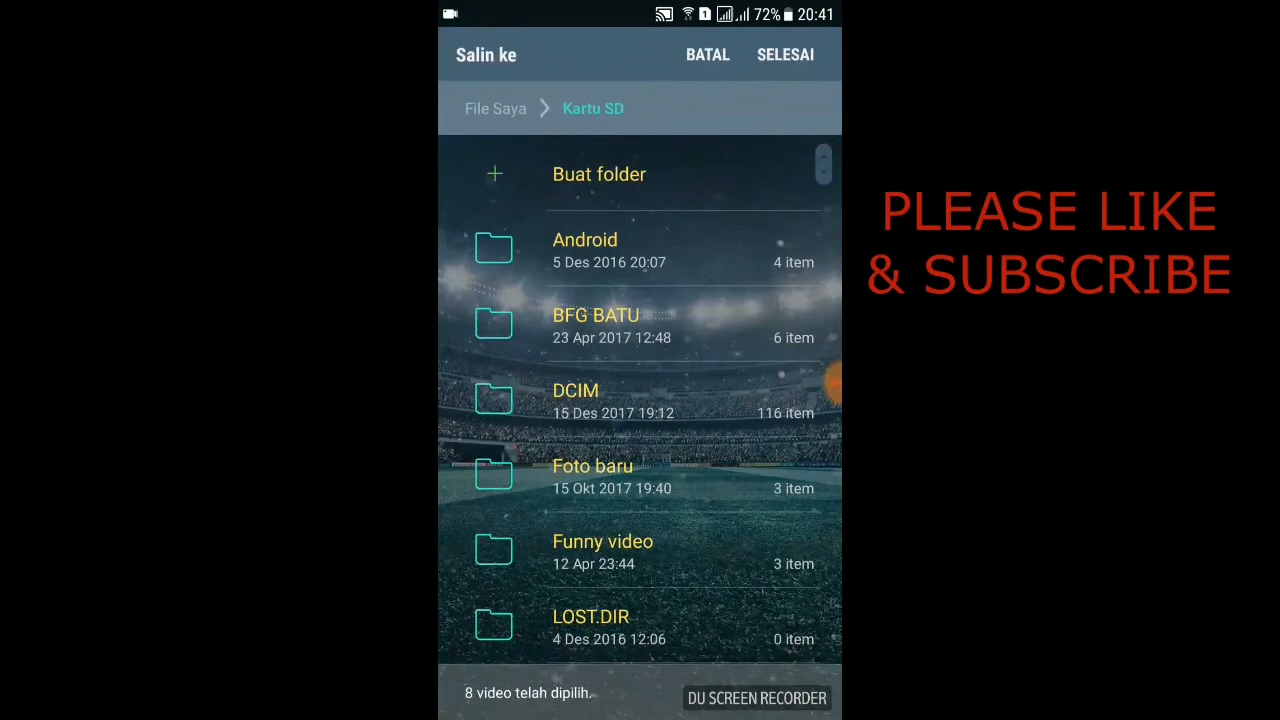 72% 20:41
Salin ke BATAL SELESAI
File Saya Kartu SD
Buat folder
Android
5 Des 2016 20:07 4 item
BFG BATU
23 Apr 2017 12:48 6 item
DCIM
15 Des 2017 19:12 116 item
Foto baru
15 Okt 2017 19:40 3 item
Funny video
12 Apr 23:44 3 item
LOST.DIR
4 Des 2016 12:06 0 item
8 video telah dipilih.
DU SCREEN RECORDER
PLEASE LIKE
& SUBSCRIBE